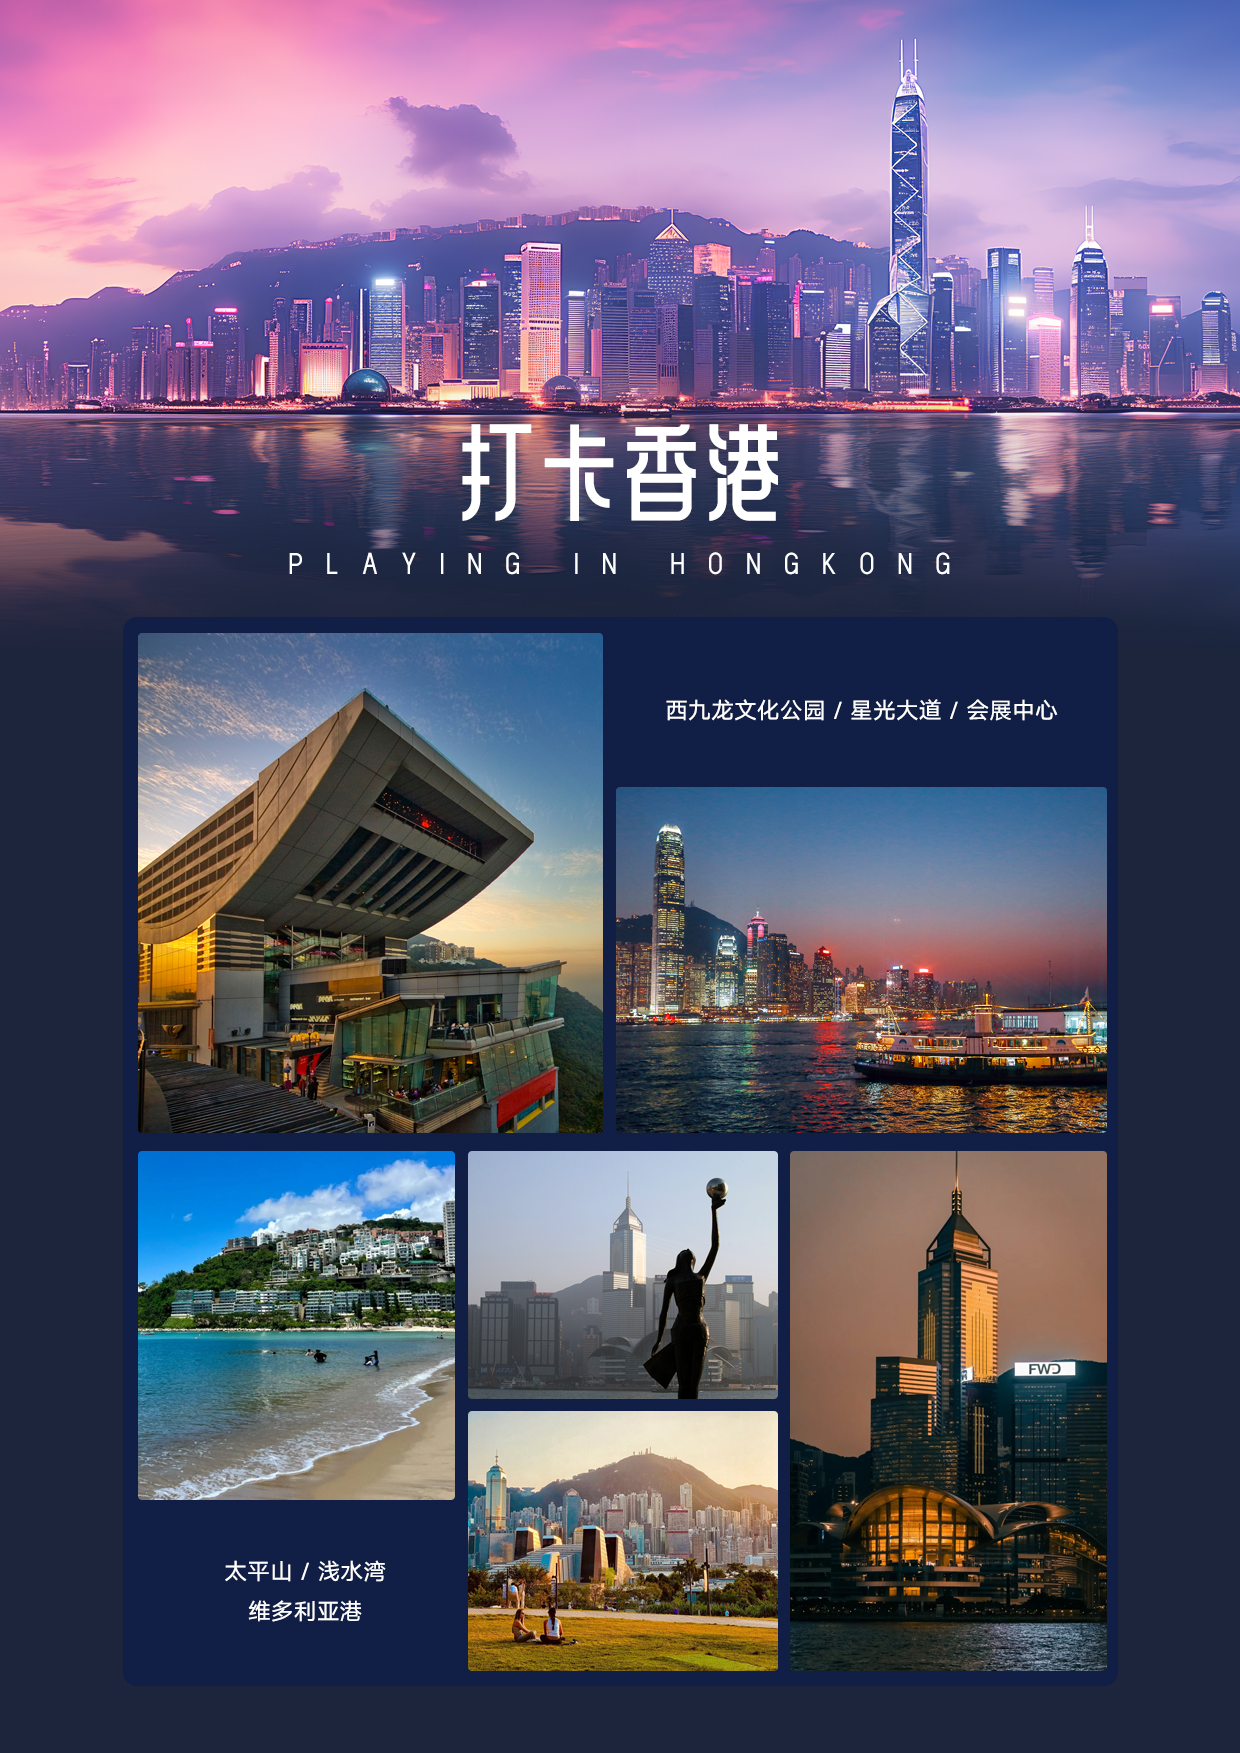 打卡香港
PLAYING IN HONGKONG
西九龙文化公园 / 星光大道 / 会展中心
FWD
太平山 / 浅水湾
维多利亚港